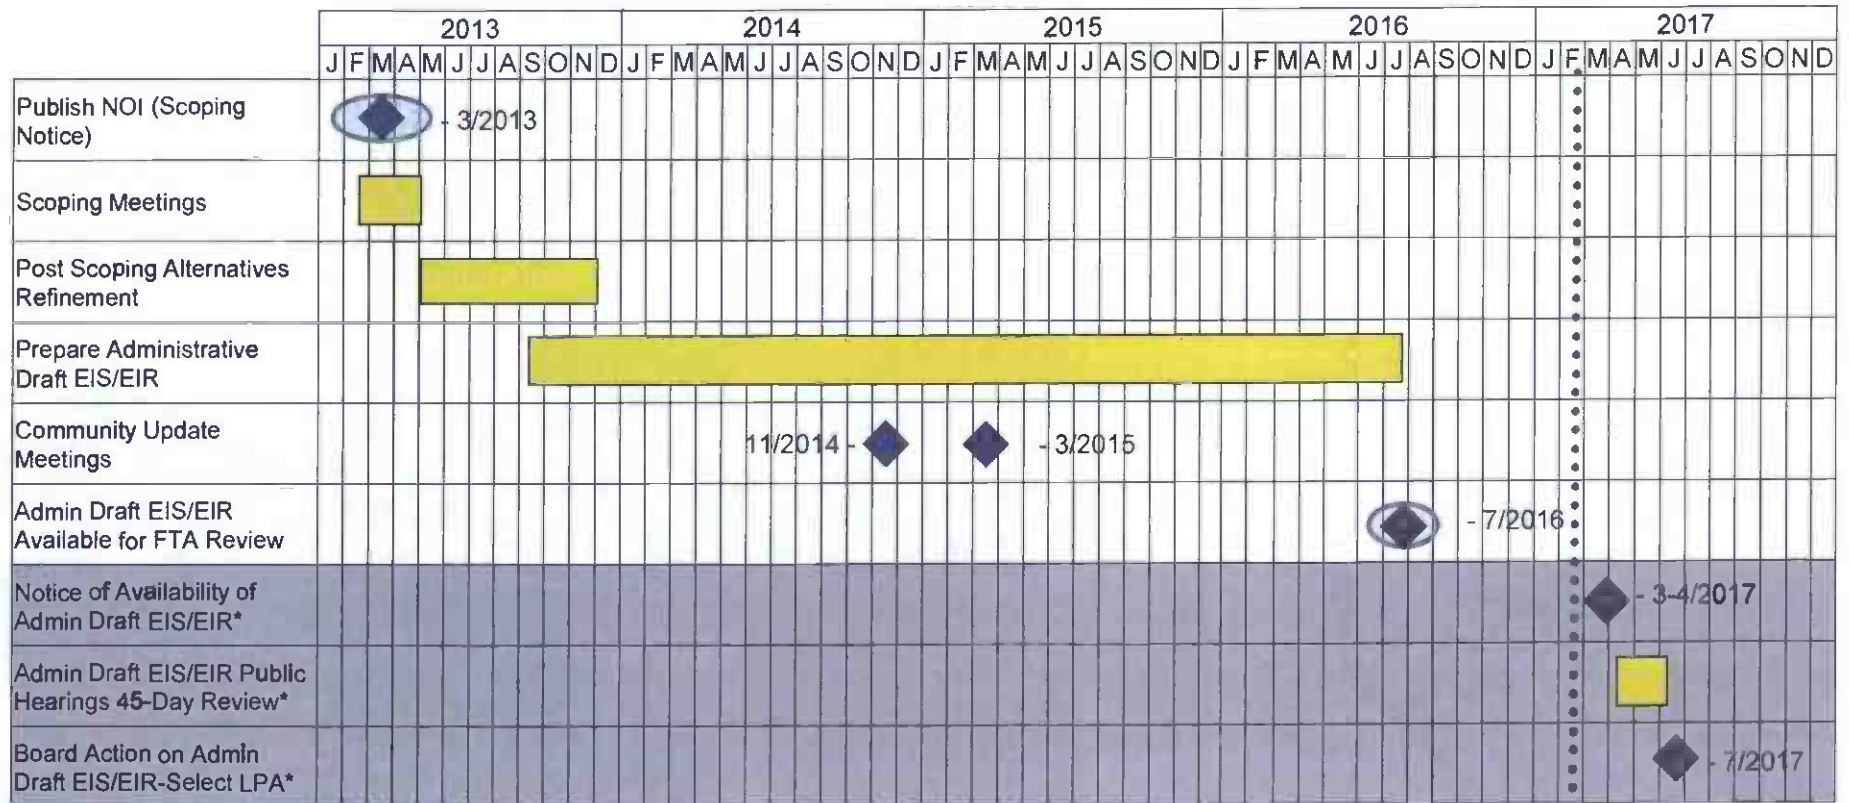 2013 2014 2015 2016 2017
J F M A M J J A S O N D J F M A M J J A S O N D J F M A M J J A S O N D J F M A M J J A S O N D J F M A M J J A S O N D
Publish NOI (Scoping
Notice)
- 3/2013
Scoping Meetings
Post Scoping Alternatives
Refinement
Prepare Administrative
Draft EIS/EIR
Community Update
Meetings
11/2014 -
- 3/2015
Admin Draft EIS/EIR
Available for FTA Review
- 7/2016
Notice of Availability of
Admin Draft EIS/EIR*
- 3-4/2017
Admin Draft EIS/EIR Public
Hearings 45-Day Review*
Board Action on Admin
Draft EIS/EIR-Select LPA*
- 7/2017